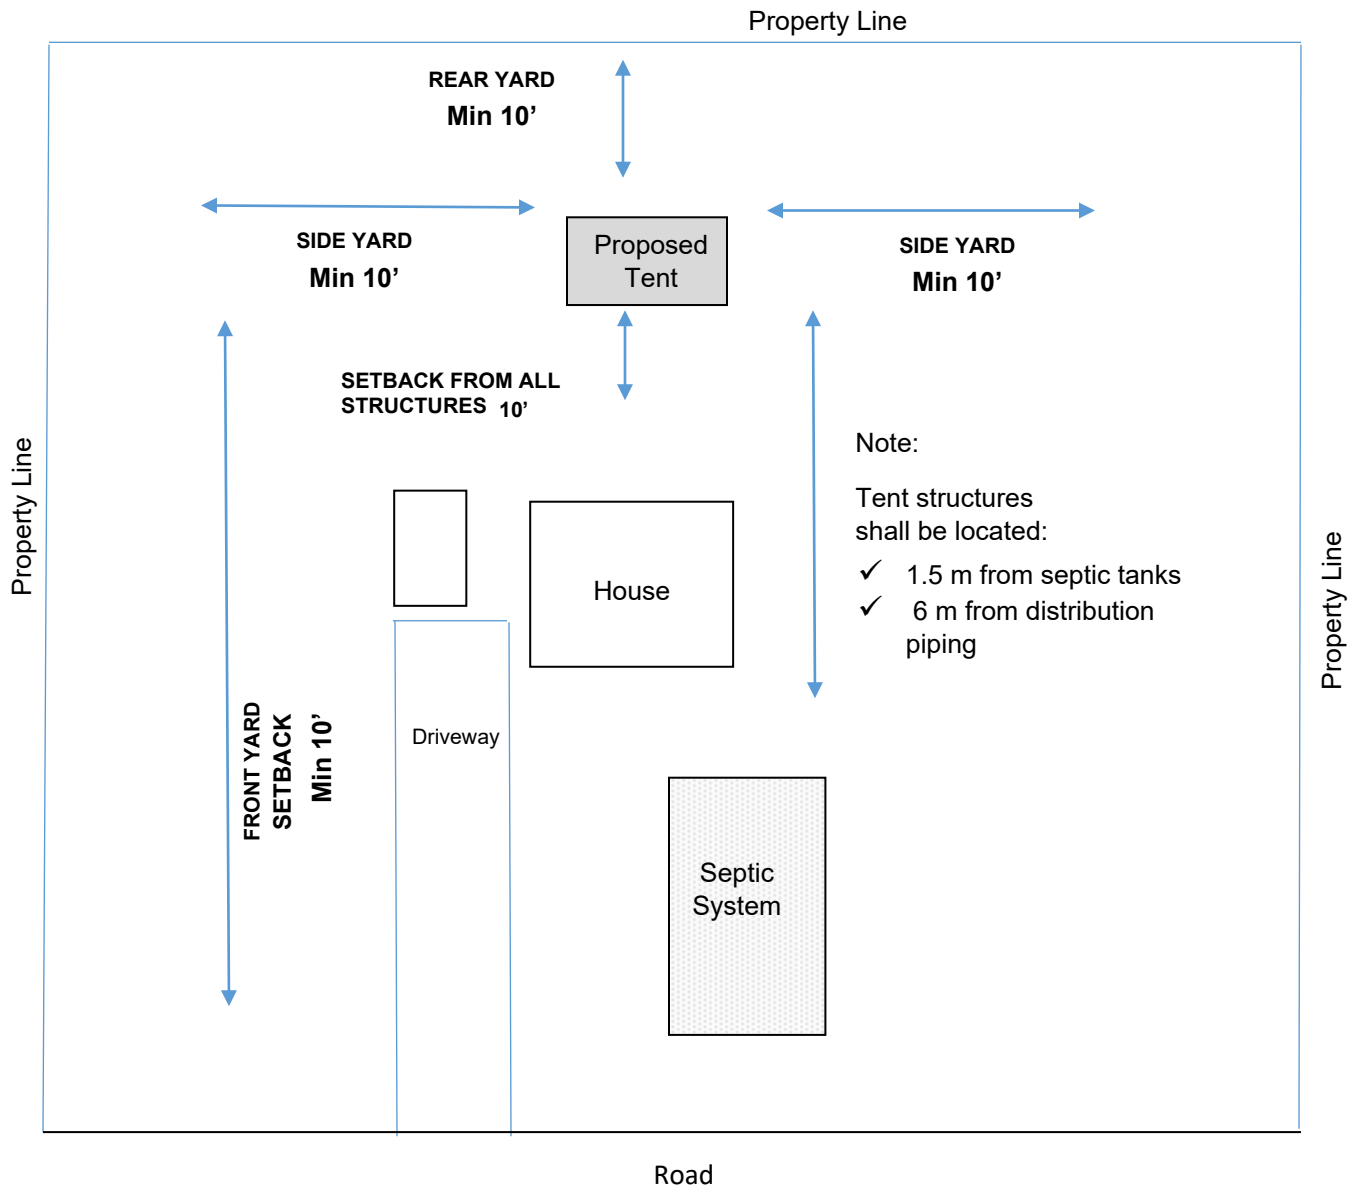 Property Line
REAR YARD
Min 10’
SIDE YARD
Min 10’
Proposed
Tent
SIDE YARD
Min 10’
SETBACK FROM ALL
STRUCTURES 10’
Note:
Tent structures
shall be located:
✓ 1.5 m from septic tanks
✓ 6 m from distribution
piping
Property Line
House
Property Line
FRONT YARD
SETBACK
Min 10’
Driveway
Septic
System
Road